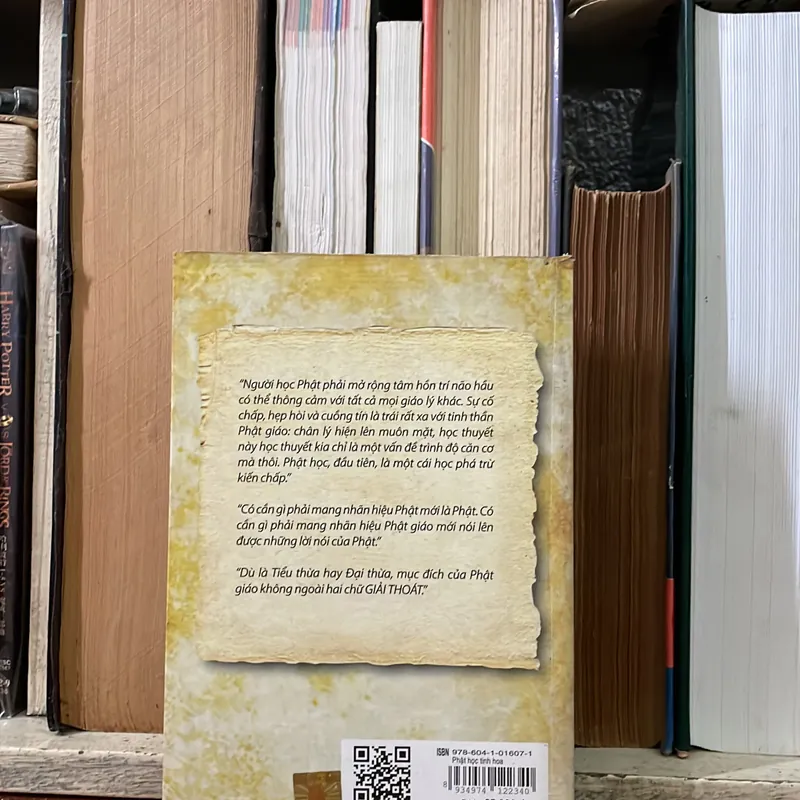 "Người học Phật phải mở rộng tâm hồn trí não hầu
có thể thông cảm với tất cả mọi giáo lý khác. Sự cố
chấp, hẹp hòi và cuồng tín là trái rất xa với tinh thần
Phật giáo: chân lý hiện lên muôn mặt, học thuyết
này học thuyết kia chỉ là một vấn để trình độ căn cơ
mà thôi. Phật học, đầu tiên, là một cái học phá trừ
kiến chấp."
"Có cần gì phải mang nhãn hiệu Phật mới là Phật. Có
cần gì phải mang nhãn hiệu Phật giáo mới nói lên
được những lời nói của Phật."
"Dù là Tiểu thừa hay Đại thừa, mục đích của Phật
giáo không ngoài hai chữ GIẢI THOÁT."
ISBN 978-604-1-01607-1
Phật học tinh hoa
8 934974 122340
HARRY POTTER
LORD OF THE RINGS